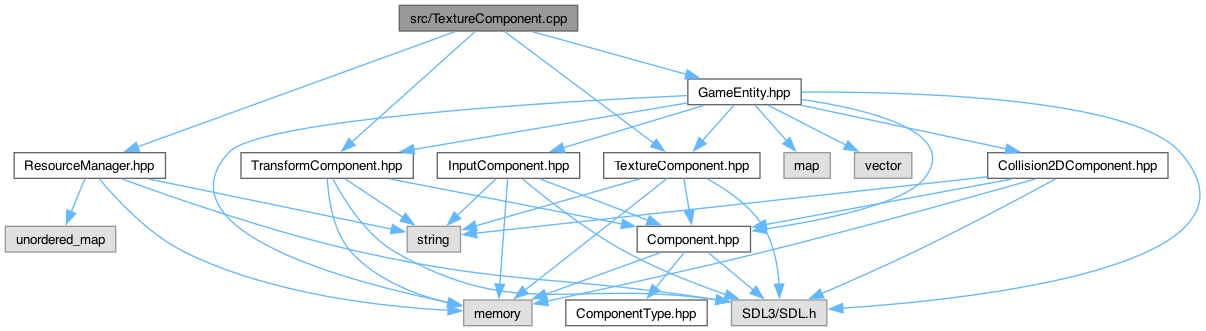 src/TextureComponent.cpp
GameEntity.hpp
ResourceManager.hpp
TransformComponent.hpp
InputComponent.hpp
TextureComponent.hpp
map
vector
Collision2DComponent.hpp
unordered_map
string
Component.hpp
memory
ComponentType.hpp
SDL3/SDL.h